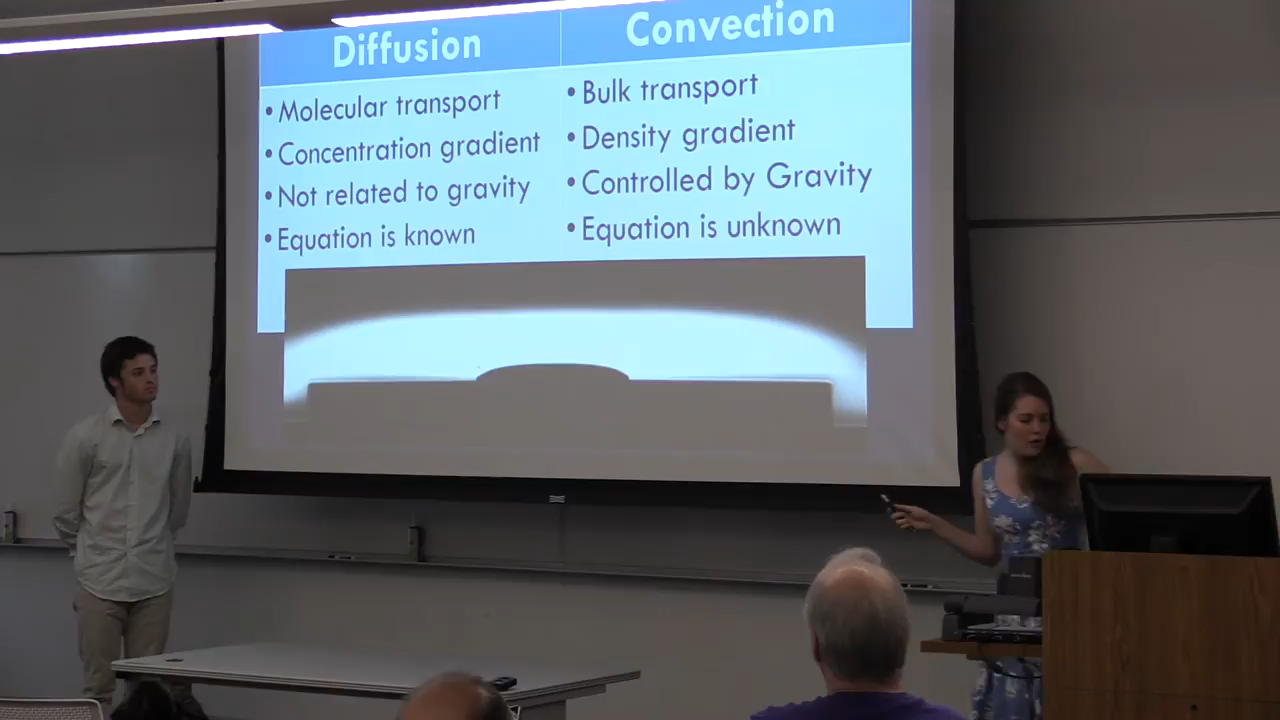 Diffusion
• Molecular transport
• Concentration gradient
• Not related to gravity
• Equation is known
Convection
• Bulk transport
• Density gradient
• Controlled by Gravity
• Equation is unknown